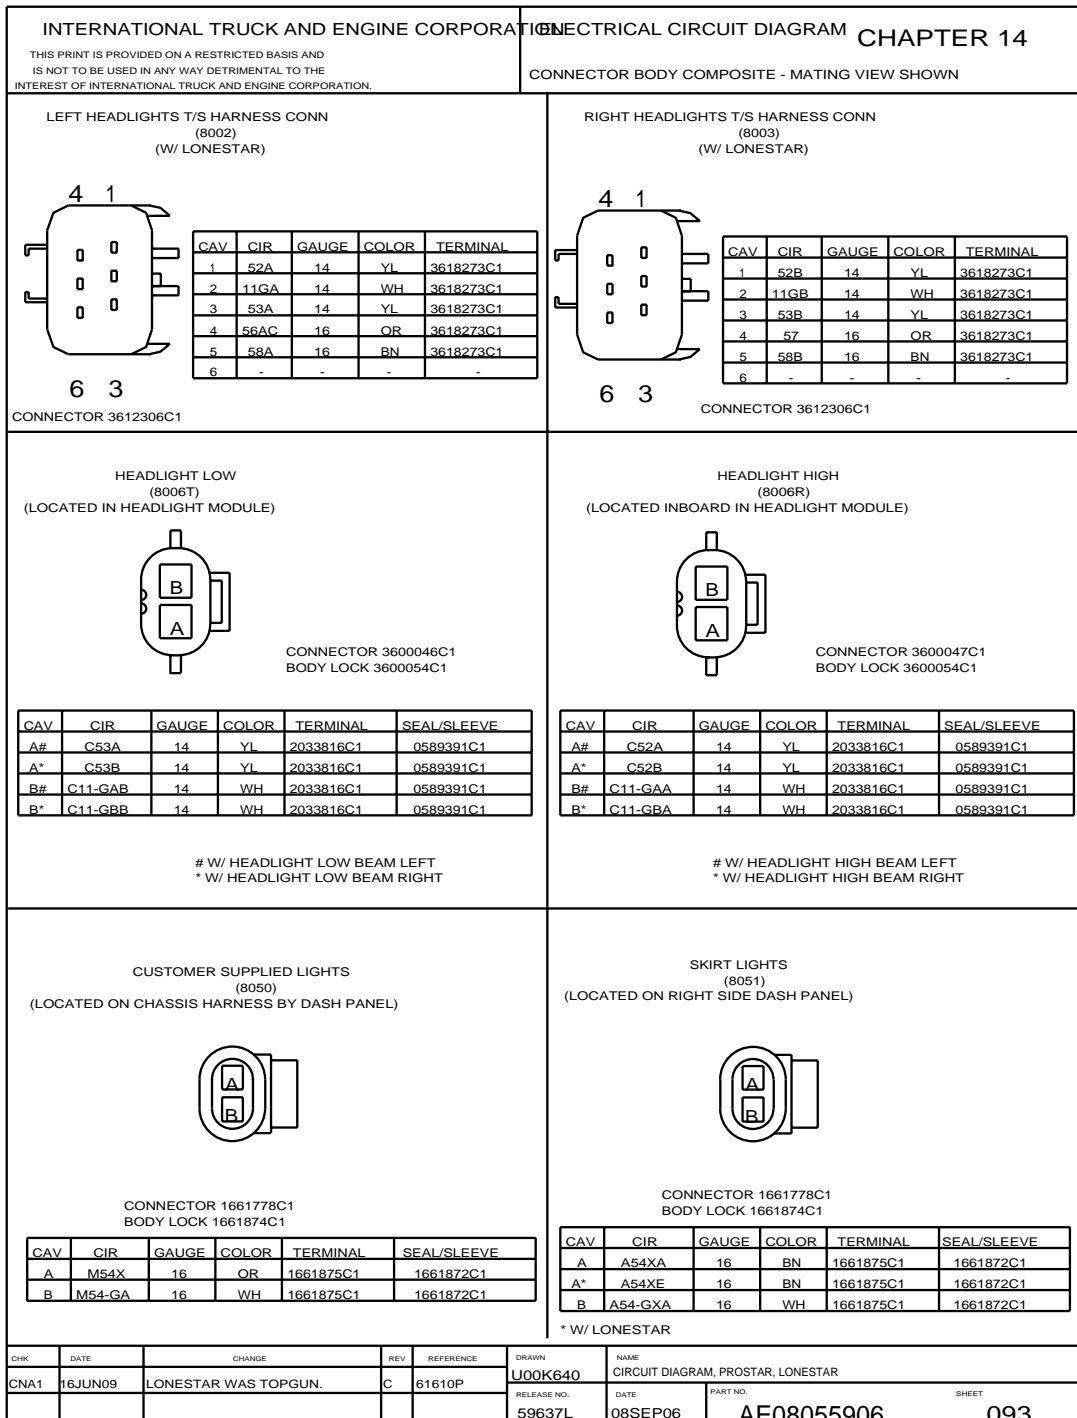 INTERNATIONAL TRUCK AND ENGINE CORPORATION
THIS PRINT IS PROVIDED ON A RESTRICTED BASIS AND
IS NOT TO BE USED IN ANY WAY DETRIMENTAL TO THE
INTEREST OF INTERNATIONAL TRUCK AND ENGINE CORPORATION.
ELECTRICAL CIRCUIT DIAGRAM CHAPTER 14
CONNECTOR BODY COMPOSITE - MATING VIEW SHOWN
LEFT HEADLIGHTS T/S HARNESS CONN
(8002)
(W/ LONESTAR)
4 1
6 3
CAV CIR GAUGE COLOR TERMINAL
1 52A 14 YL 3618273C1
2 11GA 14 WH 3618273C1
3 53A 14 YL 3618273C1
4 56AC 16 OR 3618273C1
5 58A 16 BN 3618273C1
6 - - - -
CONNECTOR 3612306C1
RIGHT HEADLIGHTS T/S HARNESS CONN
(8003)
(W/ LONESTAR)
4 1
6 3
CAV CIR GAUGE COLOR TERMINAL
1 52B 14 YL 3618273C1
2 11GB 14 WH 3618273C1
3 53B 14 YL 3618273C1
4 57 16 OR 3618273C1
5 58B 16 BN 3618273C1
6 - - - -
CONNECTOR 3612306C1
HEADLIGHT LOW
(8006T)
(LOCATED IN HEADLIGHT MODULE)
B
A
CONNECTOR 3600046C1
BODY LOCK 3600054C1
CAV CIR GAUGE COLOR TERMINAL SEAL/SLEEVE
A# C53A 14 YL 2033816C1 0589391C1
A* C53B 14 YL 2033816C1 0589391C1
B# C11-GAB 14 WH 2033816C1 0589391C1
B* C11-GBB 14 WH 2033816C1 0589391C1
# W/ HEADLIGHT LOW BEAM LEFT
* W/ HEADLIGHT LOW BEAM RIGHT
HEADLIGHT HIGH
(8006R)
(LOCATED INBOARD IN HEADLIGHT MODULE)
B
A
CONNECTOR 3600047C1
BODY LOCK 3600054C1
CAV CIR GAUGE COLOR TERMINAL SEAL/SLEEVE
A# C52A 14 YL 2033816C1 0589391C1
A* C52B 14 YL 2033816C1 0589391C1
B# C11-GAA 14 WH 2033816C1 0589391C1
B* C11-GBA 14 WH 2033816C1 0589391C1
# W/ HEADLIGHT HIGH BEAM LEFT
* W/ HEADLIGHT HIGH BEAM RIGHT
CUSTOMER SUPPLIED LIGHTS
(8050)
(LOCATED ON CHASSIS HARNESS BY DASH PANEL)
A
B
CONNECTOR 1661778C1
BODY LOCK 1661874C1
CAV CIR GAUGE COLOR TERMINAL SEAL/SLEEVE
A M54X 16 OR 1661875C1 1661872C1
B M54-GA 16 WH 1661875C1 1661872C1
SKIRT LIGHTS
(8051)
(LOCATED ON RIGHT SIDE DASH PANEL)
A
B
CONNECTOR 1661778C1
BODY LOCK 1661874C1
CAV CIR GAUGE COLOR TERMINAL SEAL/SLEEVE
A A54XA 16 BN 1661875C1 1661872C1
A* A54XE 16 BN 1661875C1 1661872C1
B A54-GXA 16 WH 1661875C1 1661872C1
* W/ LONESTAR
CHK DATE CHANGE REV REFERENCE
CNA1 16JUN09 LONESTAR WAS TOPGUN. C 61610P
DRAWN
U00K640
NAME
CIRCUIT DIAGRAM, PROSTAR, LONESTAR
RELEASE NO.
59637L
DATE
08SEP06
PART NO.
AE08055906
SHEET
093